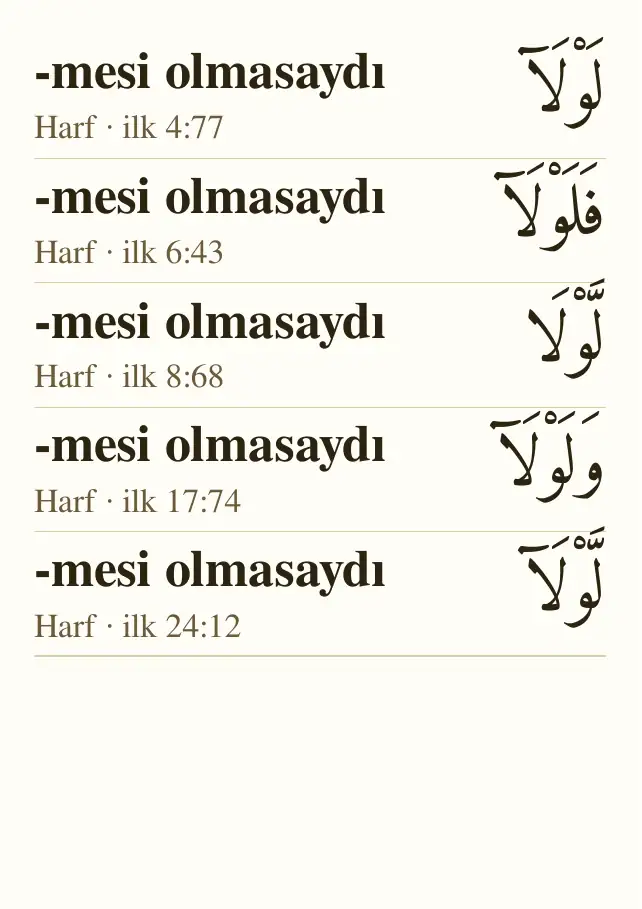 -mesi olmasaydı لَوْلَآ
Harf · ilk 4:77
-mesi olmasaydı فَلَوْلَآ
Harf · ilk 6:43
-mesi olmasaydı لَّوْلَا
Harf · ilk 8:68
-mesi olmasaydı وَلَوْلَآ
Harf · ilk 17:74
-mesi olmasaydı لَّوْلَآ
Harf · ilk 24:12